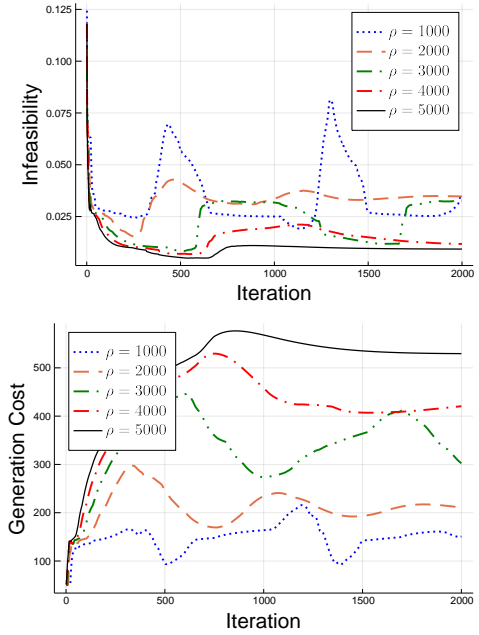 0.125
0.100
0.075
0.050
0.025
Infeasibility
ρ = 1000
ρ = 2000
ρ = 3000
ρ = 4000
ρ = 5000
0 500 1000 1500 2000
Iteration
500
400
300
200
100
Generation Cost
ρ = 1000
ρ = 2000
ρ = 3000
ρ = 4000
ρ = 5000
0 500 1000 1500 2000
Iteration